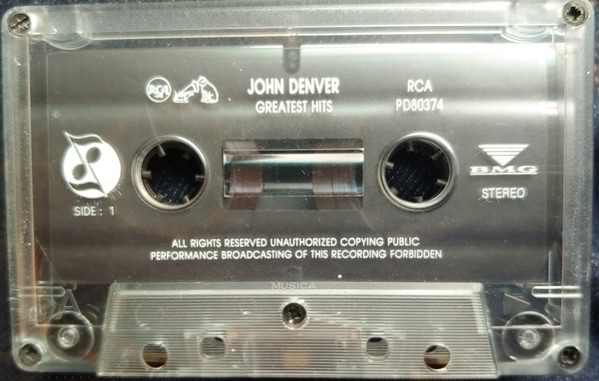 RCA
JOHN DENVER
GREATEST HITS
RCA
PD80374
BMG
STEREO
SIDE : 1
ALL RIGHTS RESERVED UNAUTHORIZED COPYING PUBLIC
PERFORMANCE BROADCASTING OF THIS RECORDING FORBIDDEN
MUSICA
A